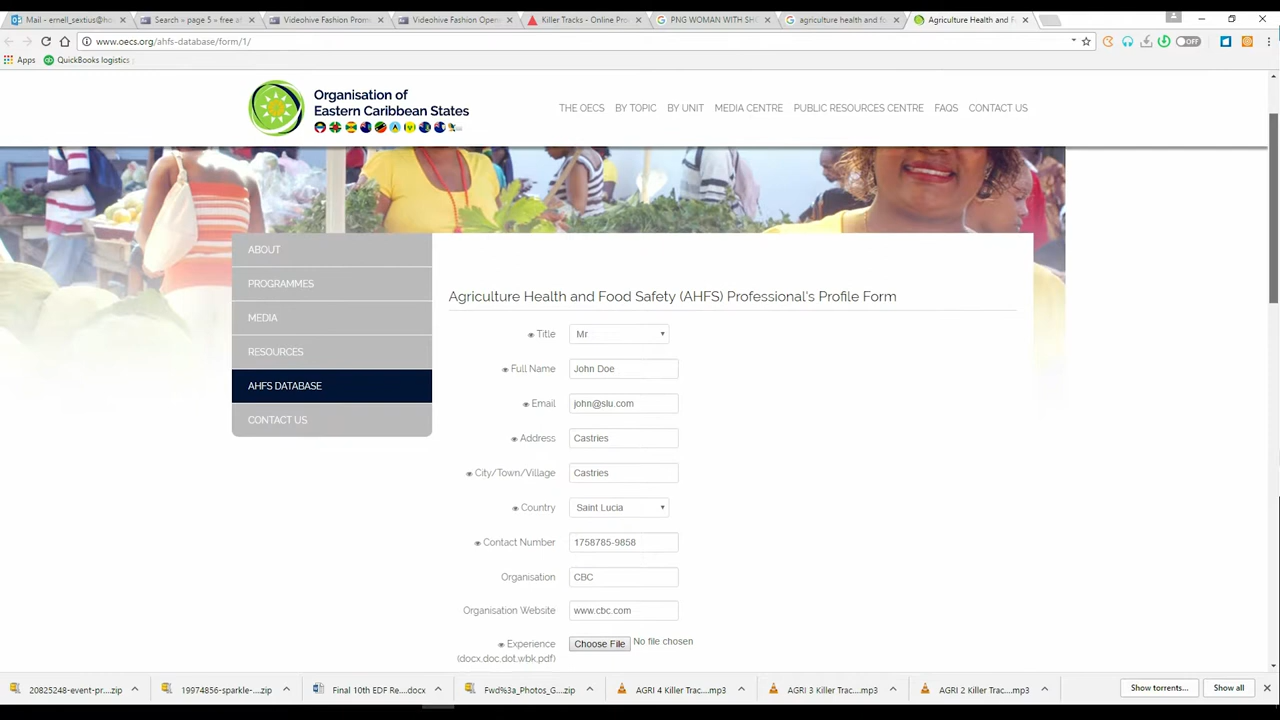 Mail - ernell_sextius@ho
Search » page 5 » free a
Videohive Fashion Prom
Videohive Fashion Open
Killer Tracks - Online Pro
PNG WOMAN WITH SH
agriculture health and fo
Agriculture Health and F
www.oecs.org/ahfs-database/form/1/
OFF
Apps
QuickBooks logistics
Organisation of
Eastern Caribbean States
THE OECS BY TOPIC BY UNIT MEDIA CENTRE PUBLIC RESOURCES CENTRE FAQS CONTACT US
ABOUT
PROGRAMMES
MEDIA
RESOURCES
AHFS DATABASE
CONTACT US
Agriculture Health and Food Safety (AHFS) Professional's Profile Form
Title Mr
Full Name John Doe
Email john@slu.com
Address Castries
City/Town/Village Castries
Country Saint Lucia
Contact Number 1758785-9858
Organisation CBC
Organisation Website www.cbc.com
Experience Choose File No file chosen
(docx.doc.dot.wbk.pdf)
20825248-event-pr....zip
19974856-sparkle-....zip
Final 10th EDF Re....docx
Fwd%3a_Photos_G....zip
AGRI 4 Killer Trac....mp3
AGRI 3 Killer Trac....mp3
AGRI 2 Killer Trac....mp3
Show torrents...
Show all